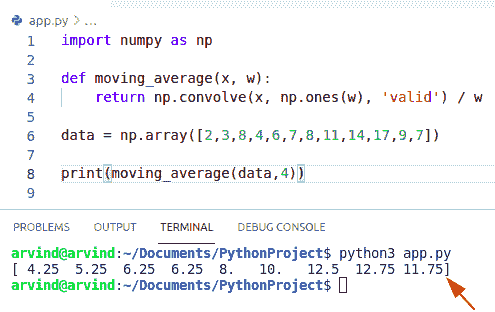 app.py > ...
1 import numpy as np
2
3 def moving_average(x, w):
4 return np.convolve(x, np.ones(w), 'valid') / w
5
6 data = np.array([2,3,8,4,6,7,8,11,14,17,9,7])
7
8 print(moving_average(data,4))
9
PROBLEMS OUTPUT TERMINAL DEBUG CONSOLE
arvind@arvind:~/Documents/PythonProject$ python3 app.py
[ 4.25 5.25 6.25 6.25 8. 10. 12.5 12.75 11.75]
arvind@arvind:~/Documents/PythonProject$